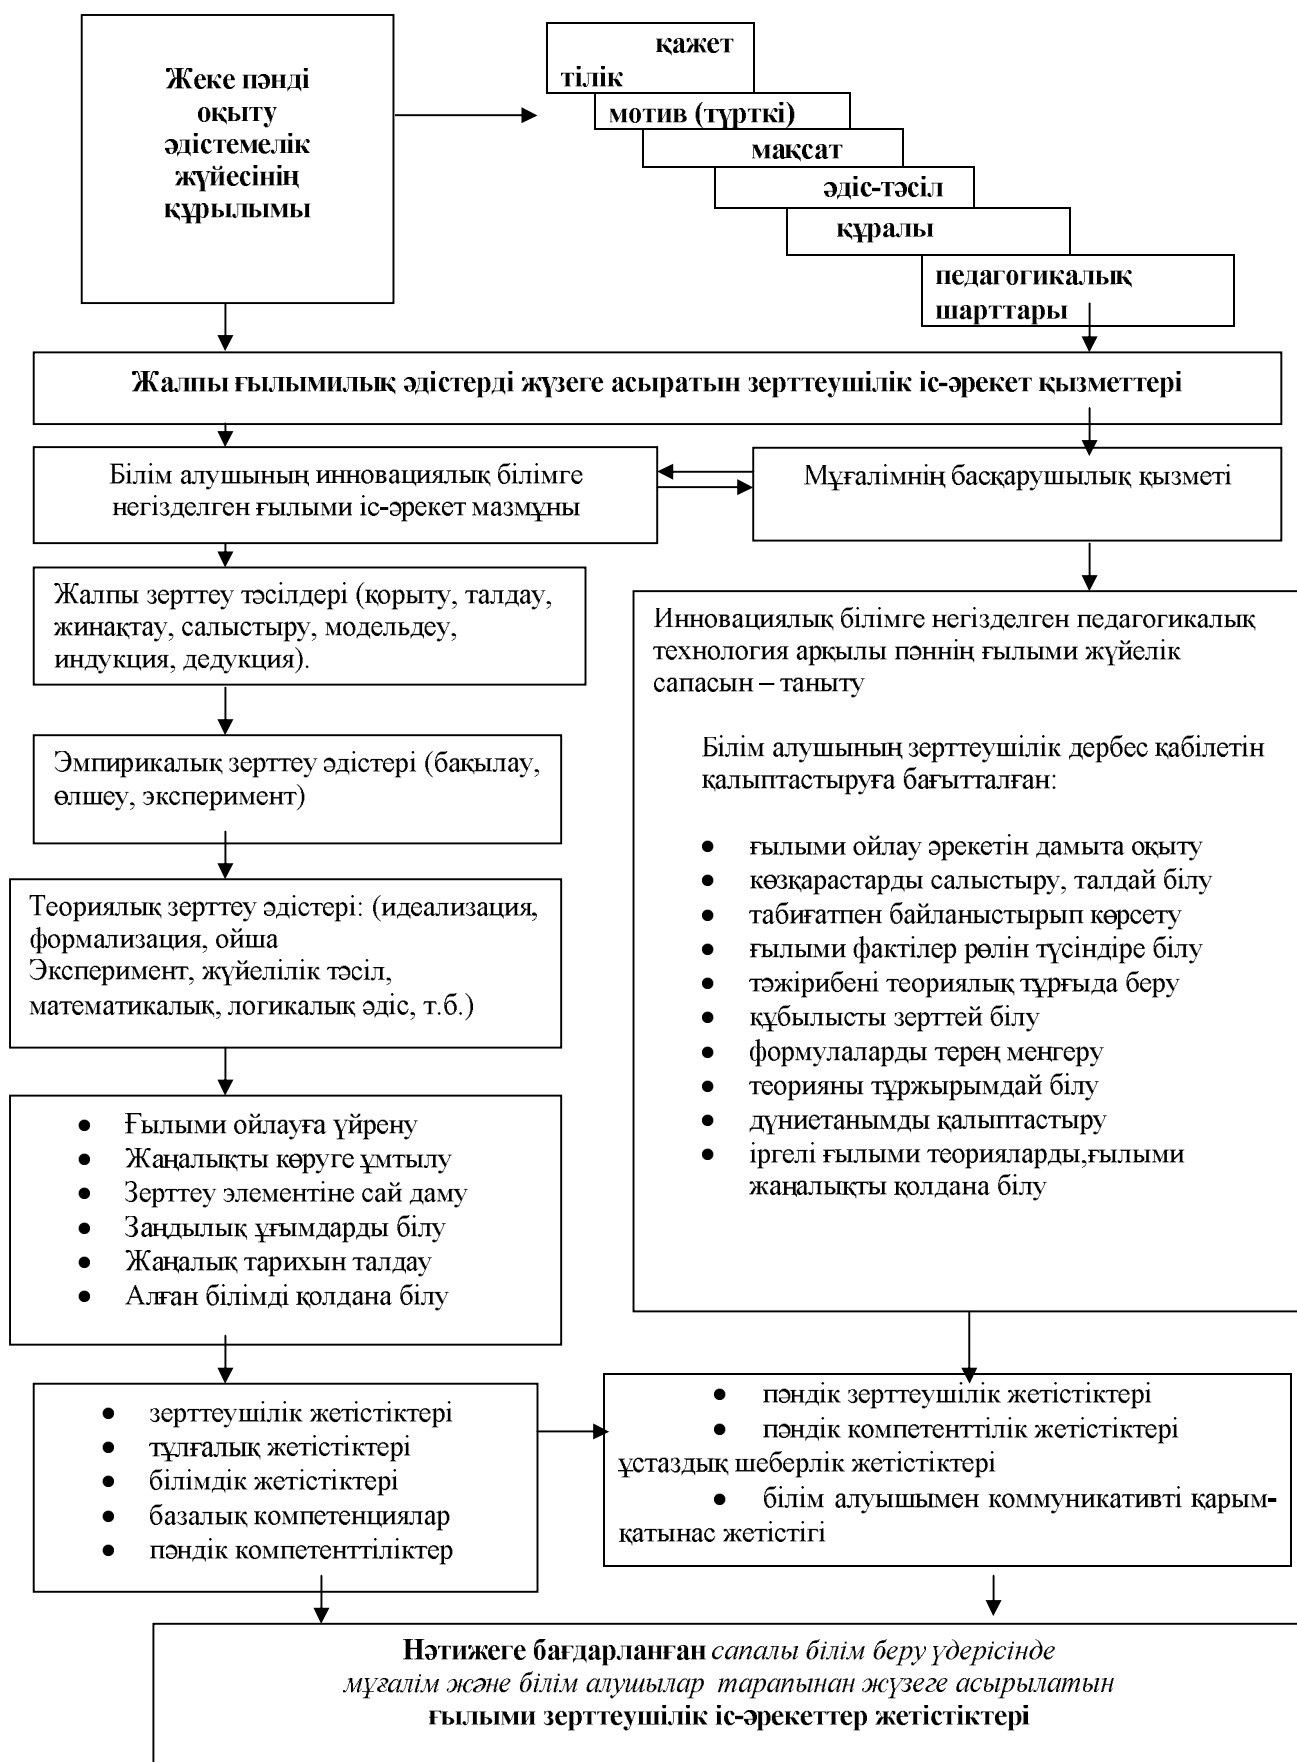 Жеке пәнді
оқыту
әдістемелік
жүйесінің
құрылымы
қажет
тілік
мотив (түрткі)
мақсат
әдіс-тәсіл
құралы
педагогикалық
шарттары
Жалпы ғылымилық әдістерді жүзеге асыратын зерттеушілік іс-әрекет қызметтері
Білім алушының инновациялық білімге
негізделген ғылыми іс-әрекет мазмұны
Мұғалімнің басқарушылық қызметі
Жалпы зерттеу тәсілдері (қорыту, талдау,
жинақтау, салыстыру, модельдеу,
индукция, дедукция).
Эмпирикалық зерттеу әдістері (бақылау,
өлшеу, эксперимент)
Теориялық зерттеу әдістері: (идеализация,
формализация, ойша
Эксперимент, жүйелілік тәсіл,
математикалық, логикалық әдіс, т.б.)
• Ғылыми ойлауға үйрену
• Жаңалықты көруге ұмтылу
• Зерттеу элементіне сай даму
• Заңдылық ұғымдарды білу
• Жаңалық тарихын талдау
• Алған білімді қолдана білу
Инновациялық білімге негізделген педагогикалық
технология арқылы пәннің ғылыми жүйелік
сапасын – таныту
Білім алушының зерттеушілік дербес қабілетін
қалыптастыруға бағытталған:
• ғылыми ойлау әрекетін дамыта оқыту
• көзқарастарды салыстыру, талдай білу
• табиғатпен байланыстырып көрсету
• ғылыми фактілер рөлін түсіндіре білу
• тәжірибені теориялық тұрғыда беру
• құбылысты зерттей білу
• формулаларды терең меңгеру
• теорияны тұржырымдай білу
• дүниетанымды қалыптастыру
• іргелі ғылыми теорияларды,ғылыми
жаңалықты қолдана білу
• зерттеушілік жетістіктері
• тұлғалық жетістіктері
• білімдік жетістіктері
• базалық компетенциялар
• пәндік компетенттіліктер
• пәндік зерттеушілік жетістіктері
• пәндік компетенттілік жетістіктері
ұстаздық шеберлік жетістіктері
• білім алуышымен коммуникативті қарым-
қатынас жетістігі
Нәтижеге бағдарланған сапалы білім беру үдерісінде
мұғалім және білім алушылар тарапынан жүзеге асырылатын
ғылыми зерттеушілік іс-әрекеттер жетістіктері